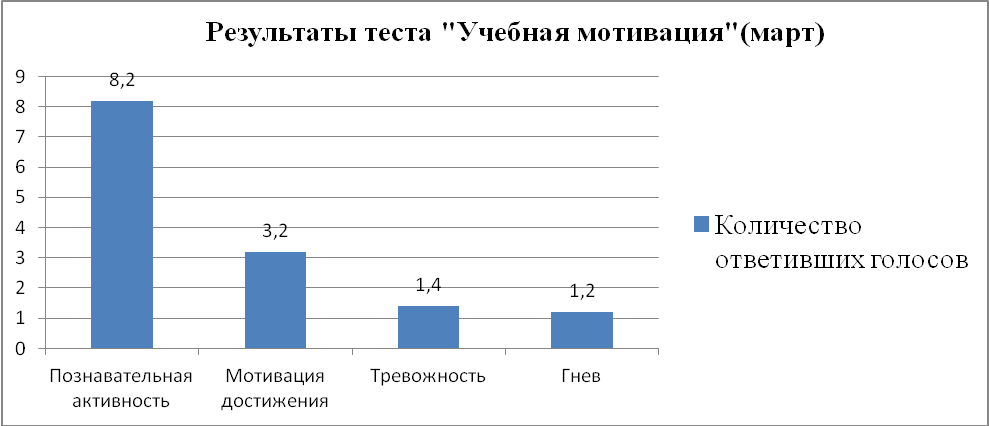 Результаты теста "Учебная мотивация"(март)
9
8
7
6
5
4
3
2
1
0
8,2
3,2
1,4
1,2
Познавательная
активность
Мотивация
достижения
Тревожность
Гнев
Количество
ответивших голосов